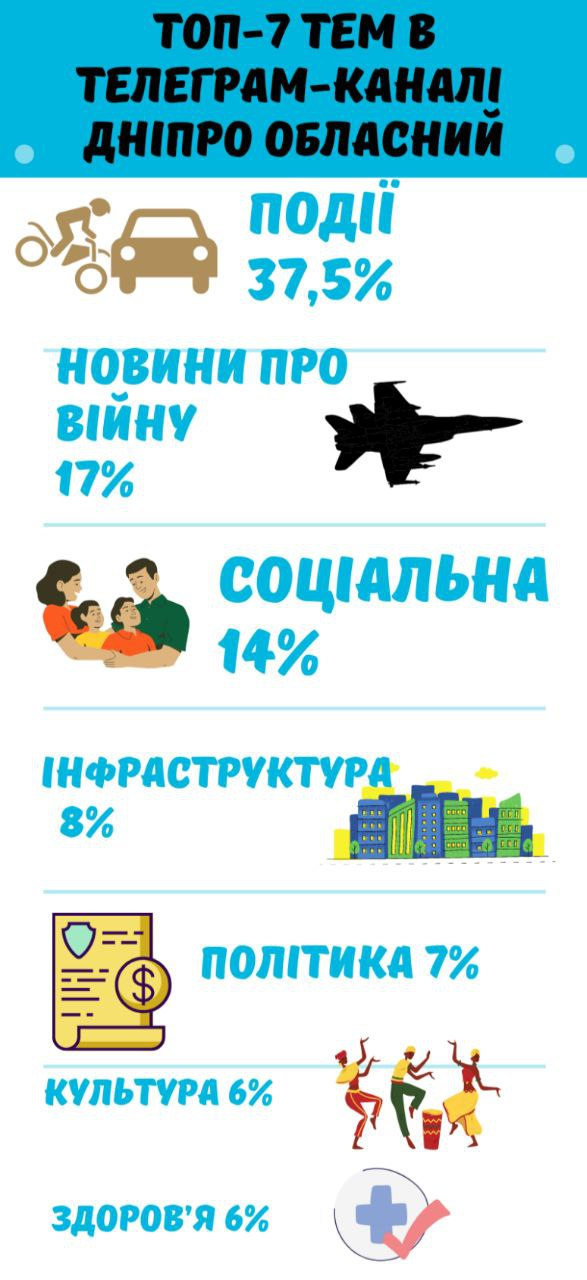 ТОП-7 ТЕМ В
ТЕЛЕГРАМ-КАНАЛІ
ДНІПРО ОБЛАСНИЙ
ПОДІЇ
37,5%
НОВИНИ ПРО
ВІЙНУ
17%
СОЦІАЛЬНА
14%
ІНФРАСТРУКТУРА
8%
$
ПОЛІТИКА 7%
КУЛЬТУРА 6%
ЗДОРОВ'Я 6%